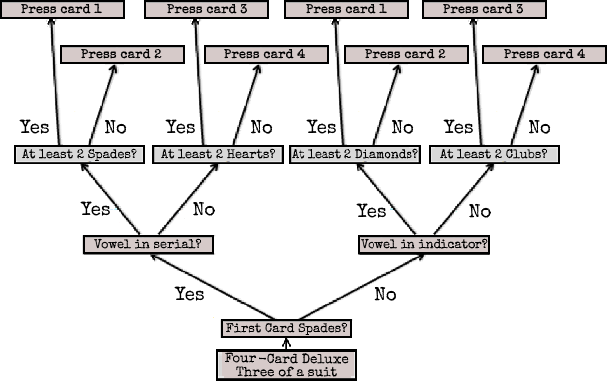 Press card 1
Press card 3
Press card 1
Press card 3
Press card 2
Press card 4
Press card 2
Press card 4
Yes
No
Yes
No
Yes
No
Yes
No
At least 2 Spades?
At least 2 Hearts?
At least 2 Diamonds?
At least 2 Clubs?
Yes
No
Yes
No
Vowel in serial?
Vowel in indicator?
Yes
No
First Card Spades?
Four-Card Deluxe
Three of a suit